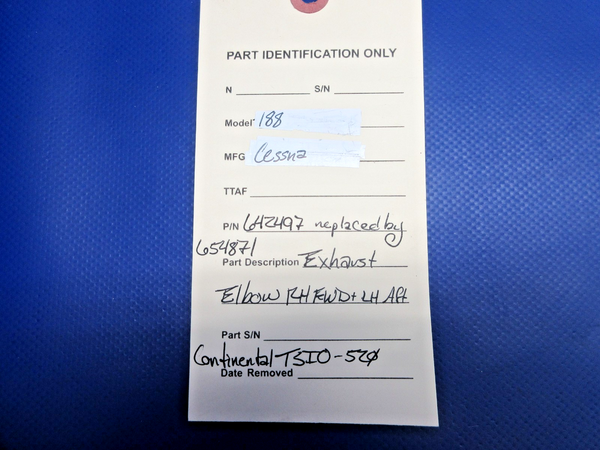 PART IDENTIFICATION ONLY
N S/N
Model 188
MFG Cessna
TTAF
P/N 642497 replaced by
654871
Part Description Exhaust
Elbow RH FWD + LH Aft
Part S/N
Continental TSIO-520
Date Removed